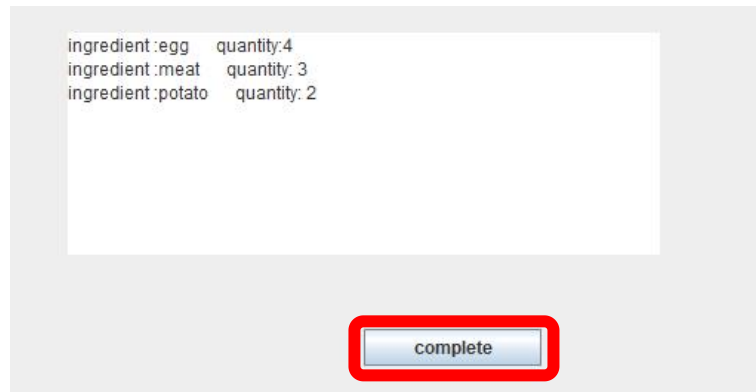 ingredient :egg quantity:4
ingredient :meat quantity: 3
ingredient :potato quantity: 2
complete